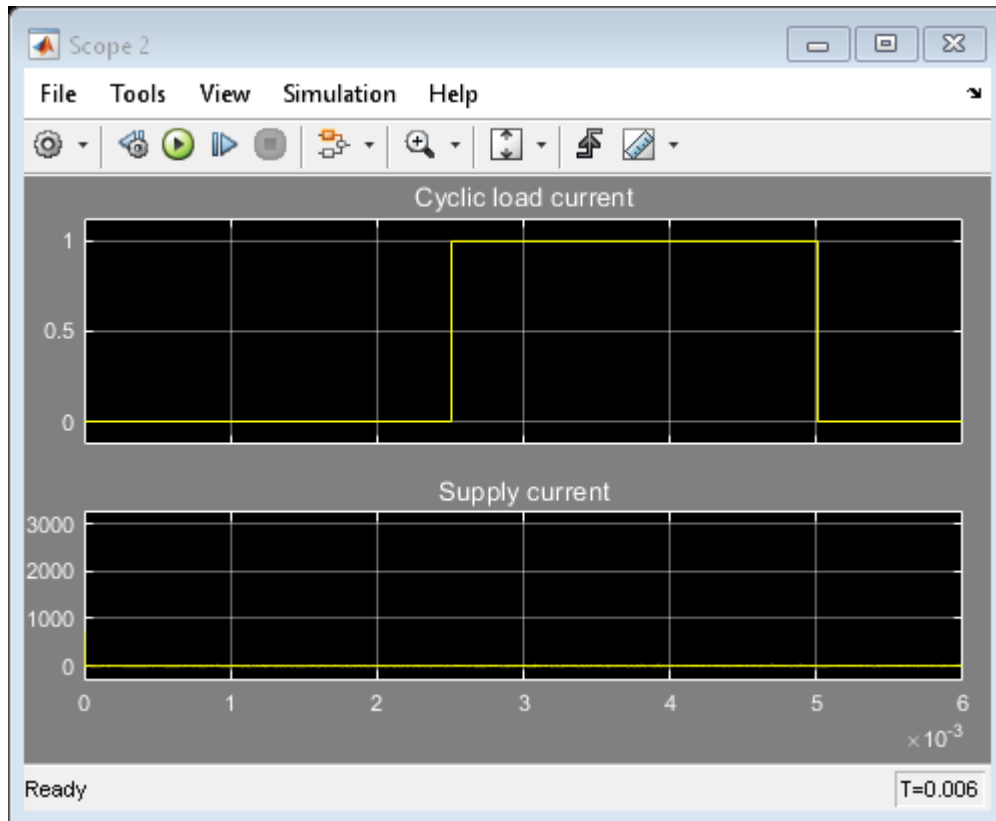 Scope 2
File Tools View Simulation Help
Cyclic load current
1
0.5
0
Supply current
3000
2000
1000
0
0 1 2 3 4 5 6
×10⁻³
Ready T=0.006